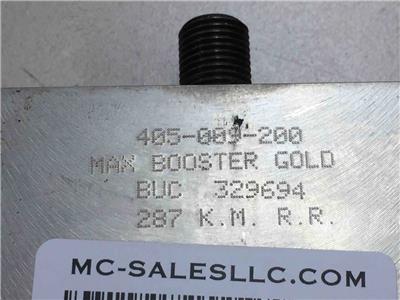 405-009-200
MAX BOOSTER GOLD
BUC 329694
287 K.M. R.R.
MC-SALESLLC.COM